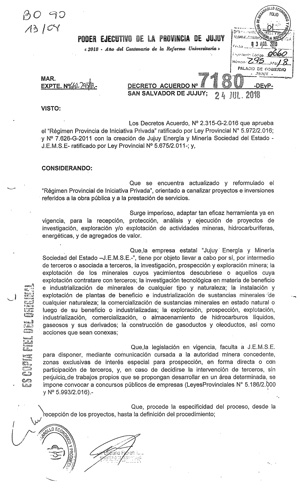 BO 90
13/08
PODER EJECUTIVO DE LA PROVINCIA DE JUJUY
"2018 - Año del Centenario de la Reforma Universitaria"
MAR.
EXPTE. Nº
DECRETO ACUERDO Nº 7180 -DEyP-
SAN SALVADOR DE JUJUY, 24 JUL. 2018
VISTO:
Los Decretos Acuerdo, Nº 2.315-G-2.016 que aprueba
el "Régimen Provincia de Iniciativa Privada" ratificado por Ley Provincial Nº 5.972/2.016;
y Nº 7.626-G-2011 con la creación de Jujuy Energía y Minería Sociedad del Estado -
J.E.M.S.E- ratificado por Ley Provincial Nº 5.675/2.011-; y,
CONSIDERANDO:
Que se encuentra actualizado y reformulado el
"Régimen Provincial de Iniciativa Privada", orientado a canalizar proyectos e inversiones
referidos a la obra pública y a la prestación de servicios.
Surge imperioso, adaptar tan eficaz herramienta ya en
vigencia, para la recepción, protección, análisis y ejecución de proyectos de
investigación, exploración y/o explotación de actividades mineras, hidrocarburíferas,
energéticas, y de agregados de valor.
Que,la empresa estatal "Jujuy Energía y Minería
Sociedad del Estado –J.E.M.S.E.-", tiene por objeto llevar a cabo por sí, por intermedio
de terceros o asociada a terceros, la investigación, prospección y exploración minera; la
explotación de los minerales cuyos yacimientos descubriese o aquellos cuya
explotación contratare con terceros; la investigación tecnológica en materia de beneficio
e industrialización de minerales de cualquier tipo y naturaleza; la instalación y
explotación de plantas de beneficio e industrialización de sustancias minerales de
cualquier naturaleza; la comercialización de sustancias minerales en estado natural o
luego de su beneficio o industrializadas; la exploración, prospección, explotación,
industrialización, comercialización, o almacenamiento de hidrocarburos líquidos,
gaseosos y sus derivados; la construcción de gasoductos y oleoductos, así como
acciones que sean conexas;
Que,la legislación en vigencia, faculta a J.E.M.S.E.
para disponer, mediante comunicación cursada a la autoridad minera concedente,
zonas exclusivas de interés especial para prospección, en forma directa o con
participación de terceros, y, en caso de decidirse la intervención de terceros, sin
perjuicio,de trabajos propios que se propongan desarrollar en un área determinada, se
impone convocar a concursos públicos de empresas (LeyesProvinciales Nº 5.186/2.000
y Nº 5.993/2.016).
Que, procede la especificidad del proceso, desde la
recepción de los proyectos, hasta la definición del procedimiento;
ES COPIA FIEL DEL ORIGINAL